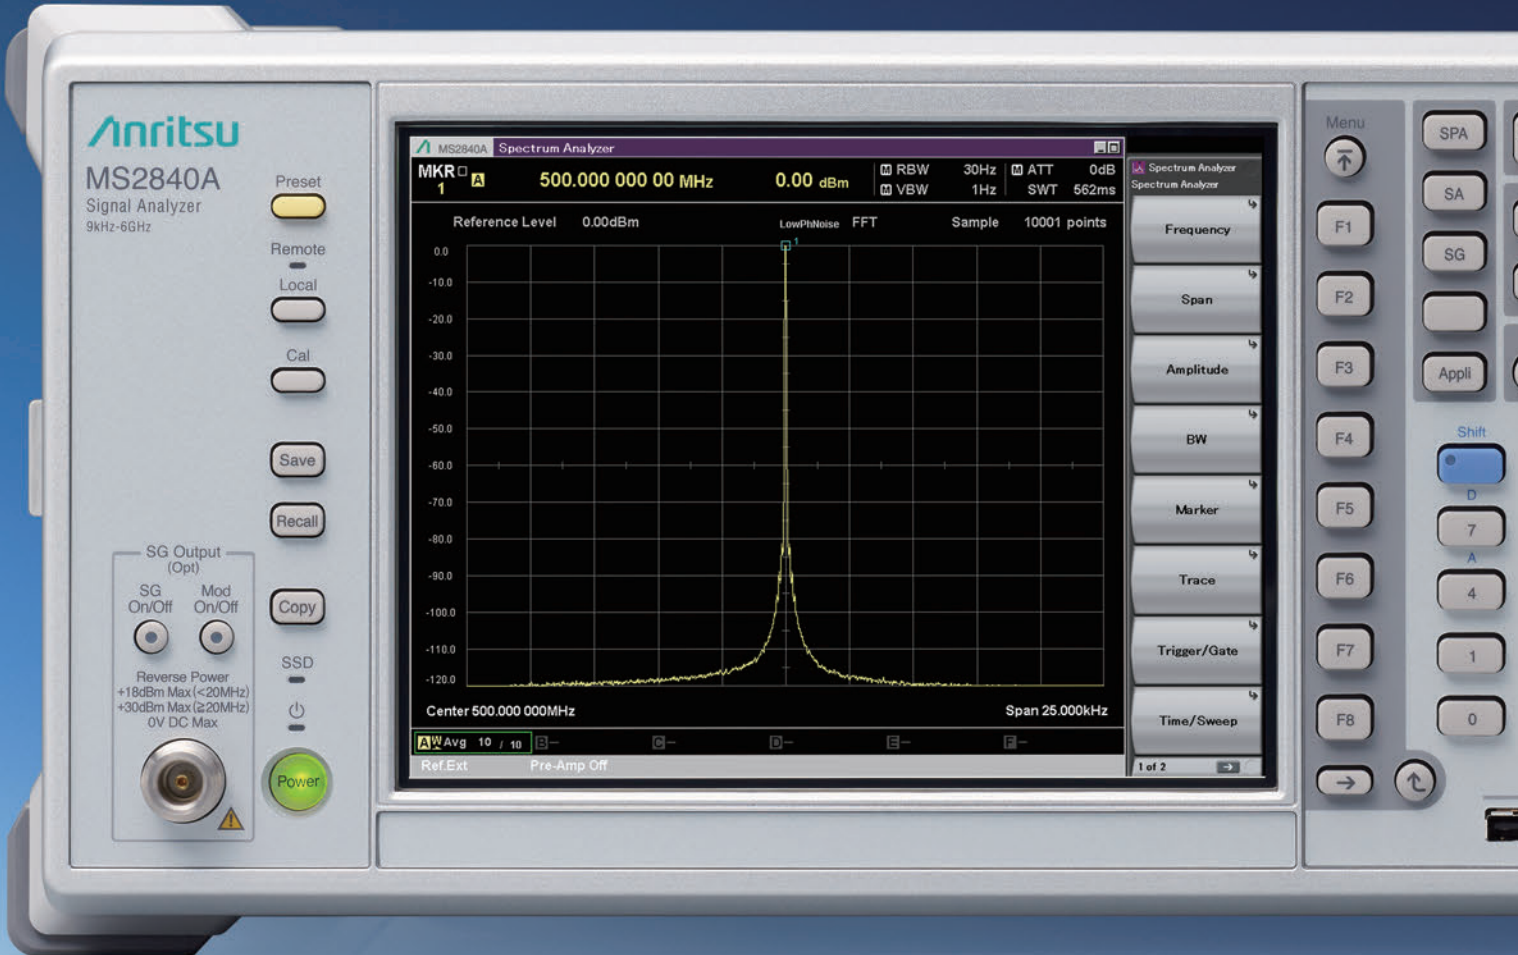 Anritsu
MS2840A
Signal Analyzer
9kHz-6GHz
Preset
Remote
Local
Cal
Save
Recall
Copy
SSD
Power
SG Output
(Opt)
SG
On/Off
Mod
On/Off
Reverse Power
+18dBm Max(<20MHz)
+30dBm Max(≧20MHz)
0V DC Max
MS2840A Spectrum Analyzer
MKR
1
A
500.000 000 00 MHz
0.00 dBm
M RBW 30Hz
M VBW 1Hz
M ATT 0dB
SWT 562ms
Reference Level 0.00dBm
LowPhNoise FFT
Sample 10001 points
1
0.0
-10.0
-20.0
-30.0
-40.0
-50.0
-60.0
-70.0
-80.0
-90.0
-100.0
-110.0
-120.0
Center 500.000 000MHz
Span 25.000kHz
A W Avg 10 / 10
B--
C--
D--
E--
F--
Ref.Ext
Pre-Amp Off
Spectrum Analyzer
Spectrum Analyzer
Frequency
Span
Amplitude
BW
Marker
Trace
Trigger/Gate
Time/Sweep
1 of 2
Menu
F1
F2
F3
F4
F5
F6
F7
F8
SPA
SA
SG
Appli
Shift
D
7
A
4
1
0